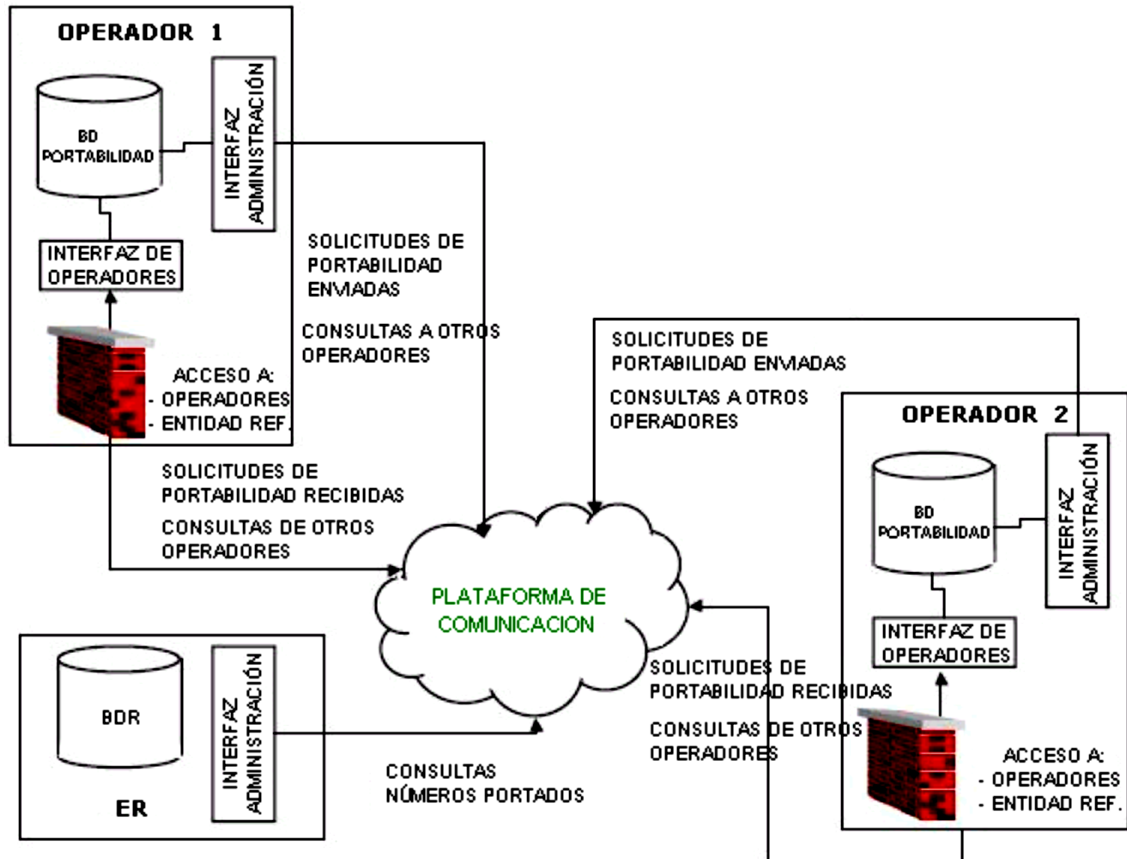 OPERADOR 1
BD
PORTABILIDAD
INTERFAZ
ADMINISTRACIÓN
INTERFAZ DE
OPERADORES
ACCESO A:
- OPERADORES
- ENTIDAD REF.
SOLICITUDES DE
PORTABILIDAD
ENVIADAS
CONSULTAS A OTROS
OPERADORES
SOLICITUDES DE
PORTABILIDAD RECIBIDAS
CONSULTAS DE OTROS
OPERADORES
SOLICITUDES DE
PORTABILIDAD ENVIADAS
CONSULTAS A OTROS
OPERADORES
OPERADOR 2
BD
PORTABILIDAD
INTERFAZ
ADMINISTRACIÓN
INTERFAZ DE
OPERADORES
ACCESO A:
- OPERADORES
- ENTIDAD REF.
PLATAFORMA DE
COMUNICACION
SOLICITUDES DE
PORTABILIDAD RECIBIDAS
CONSULTAS DE OTROS
OPERADORES
BDR
INTERFAZ
ADMINISTRACIÓN
ER
CONSULTAS
NÚMEROS PORTADOS